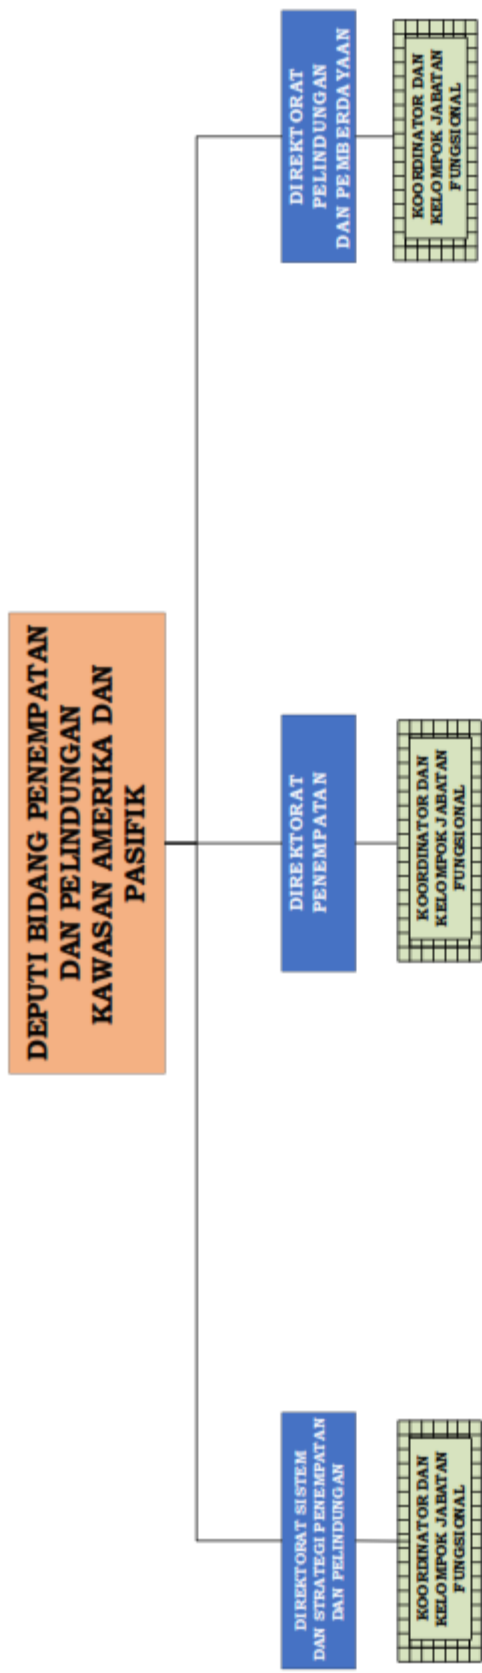 DEPUTI BIDANG PENEMPATAN
DAN PELINDUNGAN
KAWASAN AMERIKA DAN
PASIFIK
DIREKTORAT SISTEM
DAN STRATEGI PENEMPATAN
DAN PELINDUNGAN
DIREKTORAT
PENEMPATAN
DIREKTORAT
PELINDUNGAN
DAN PEMBERDAYAAN
KOORDINATOR DAN
KELOMPOK JABATAN
FUNGSIONAL
KOORDINATOR DAN
KELOMPOK JABATAN
FUNGSIONAL
KOORDINATOR DAN
KELOMPOK JABATAN
FUNGSIONAL